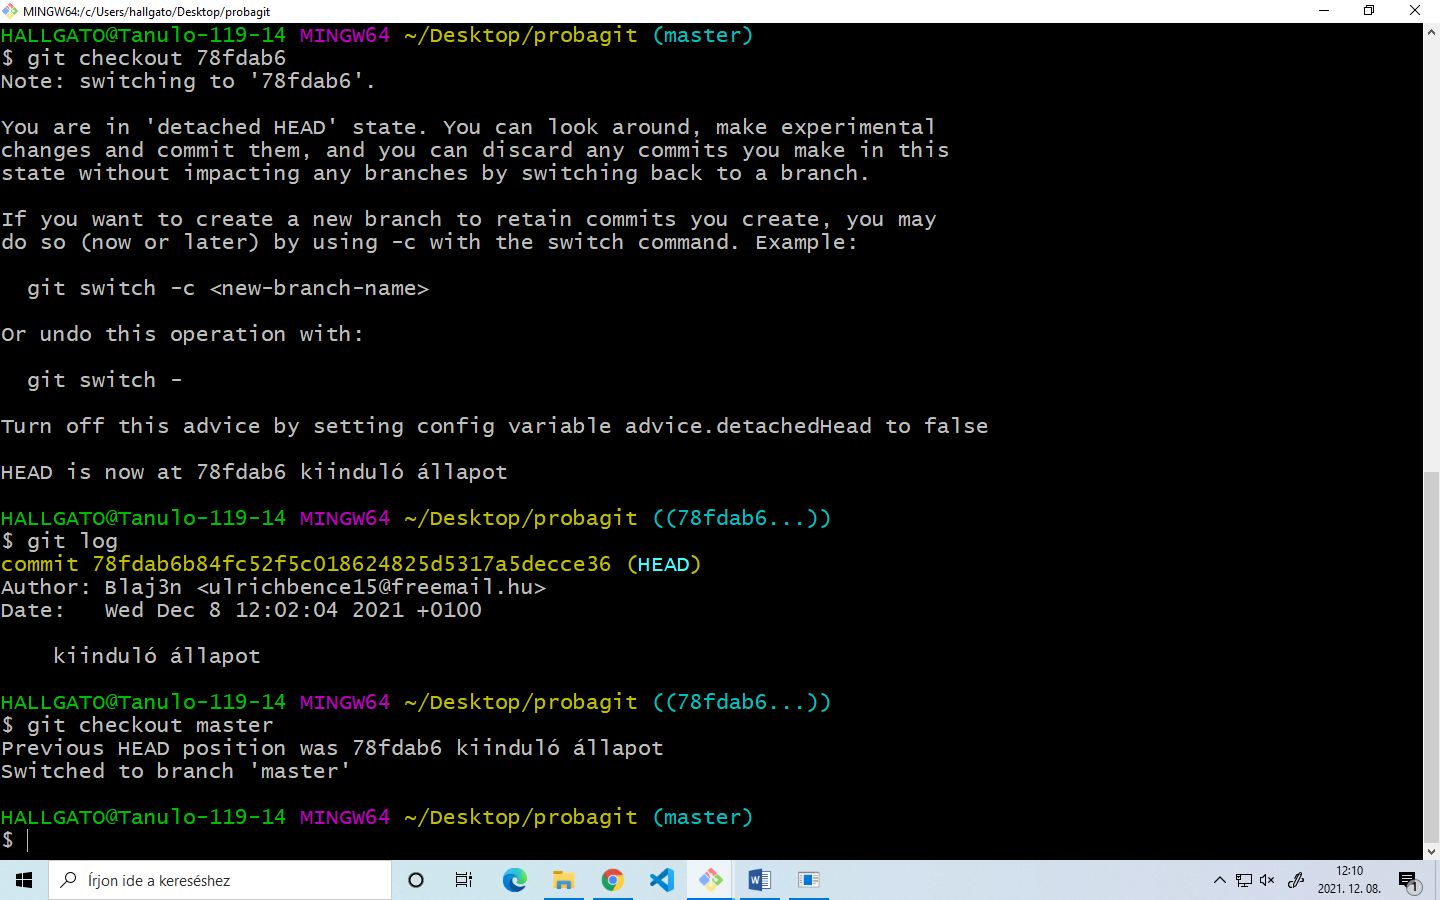 MINGW64:/c/Users/hallgato/Desktop/probagit
HALLGATO@Tanulo-119-14 MINGW64 ~/Desktop/probagit (master)
$ git checkout 78fdab6
Note: switching to '78fdab6'.
You are in 'detached HEAD' state. You can look around, make experimental
changes and commit them, and you can discard any commits you make in this
state without impacting any branches by switching back to a branch.
If you want to create a new branch to retain commits you create, you may
do so (now or later) by using -c with the switch command. Example:
git switch -c <new-branch-name>
Or undo this operation with:
git switch -
Turn off this advice by setting config variable advice.detachedHead to false
HEAD is now at 78fdab6 kiinduló állapot
HALLGATO@Tanulo-119-14 MINGW64 ~/Desktop/probagit ((78fdab6...))
$ git log
commit 78fdab6b84fc52f5c018624825d5317a5decce36 (HEAD)
Author: Blaj3n <ulrichbence15@freemail.hu>
Date:   Wed Dec 8 12:02:04 2021 +0100
kiinduló állapot
HALLGATO@Tanulo-119-14 MINGW64 ~/Desktop/probagit ((78fdab6...))
$ git checkout master
Previous HEAD position was 78fdab6 kiinduló állapot
Switched to branch 'master'
HALLGATO@Tanulo-119-14 MINGW64 ~/Desktop/probagit (master)
$
Írjon ide a kereséshez
12:10
2021. 12. 08.
1